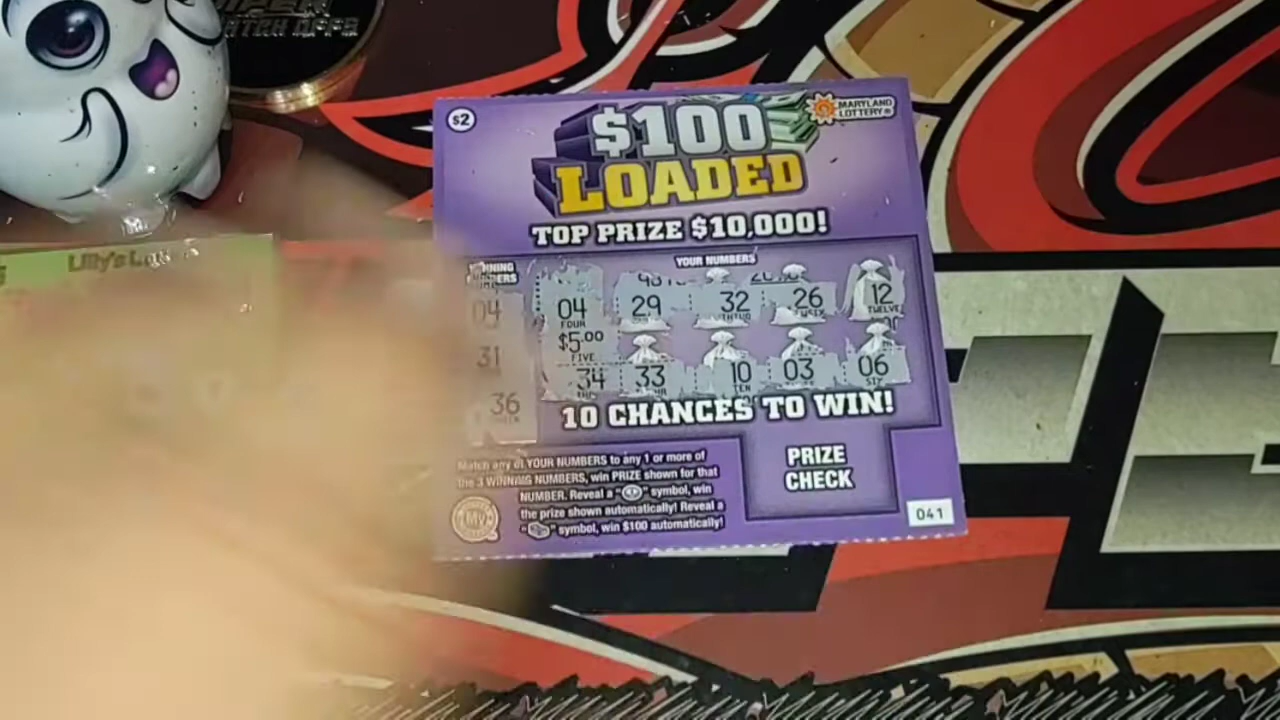 $2
$100
LOADED
MARYLAND
LOTTERY®
TOP PRIZE $10,000!
WINNING
NUMBERS
YOUR NUMBERS
04
31
36
04 29 32 26 12
FOUR TWELVE
$5.00
FIVE
34 33 10 03 06
TEN SIX
10 CHANCES TO WIN!
Match any of YOUR NUMBERS to any 1 or more of
the 3 WINNING NUMBERS, win PRIZE shown for that
NUMBER. Reveal a " " symbol, win
the prize shown automatically! Reveal a
" " symbol, win $100 automatically!
PRIZE
CHECK
041